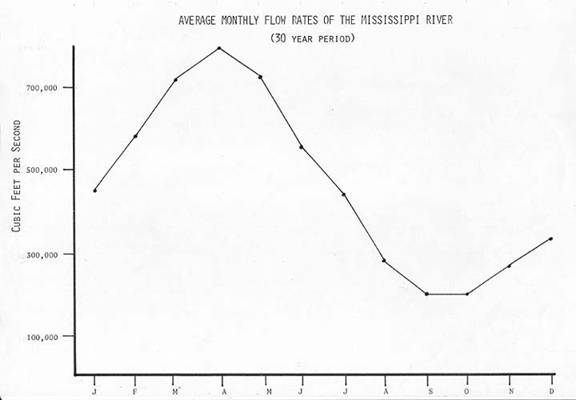 AVERAGE MONTHLY FLOW RATES OF THE MISSISSIPPI RIVER
(30 YEAR PERIOD)
CUBIC FEET PER SECOND
700,000
500,000
300,000
100,000
J F M A M J J A S O N D